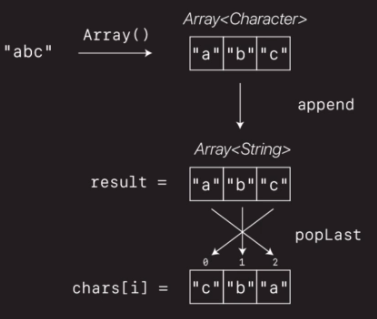 Array<Character>
Array()
"abc"
"a" "b" "c"
append
Array<String>
result = "a" "b" "c"
popLast
0 1 2
chars[i] = "c" "b" "a"